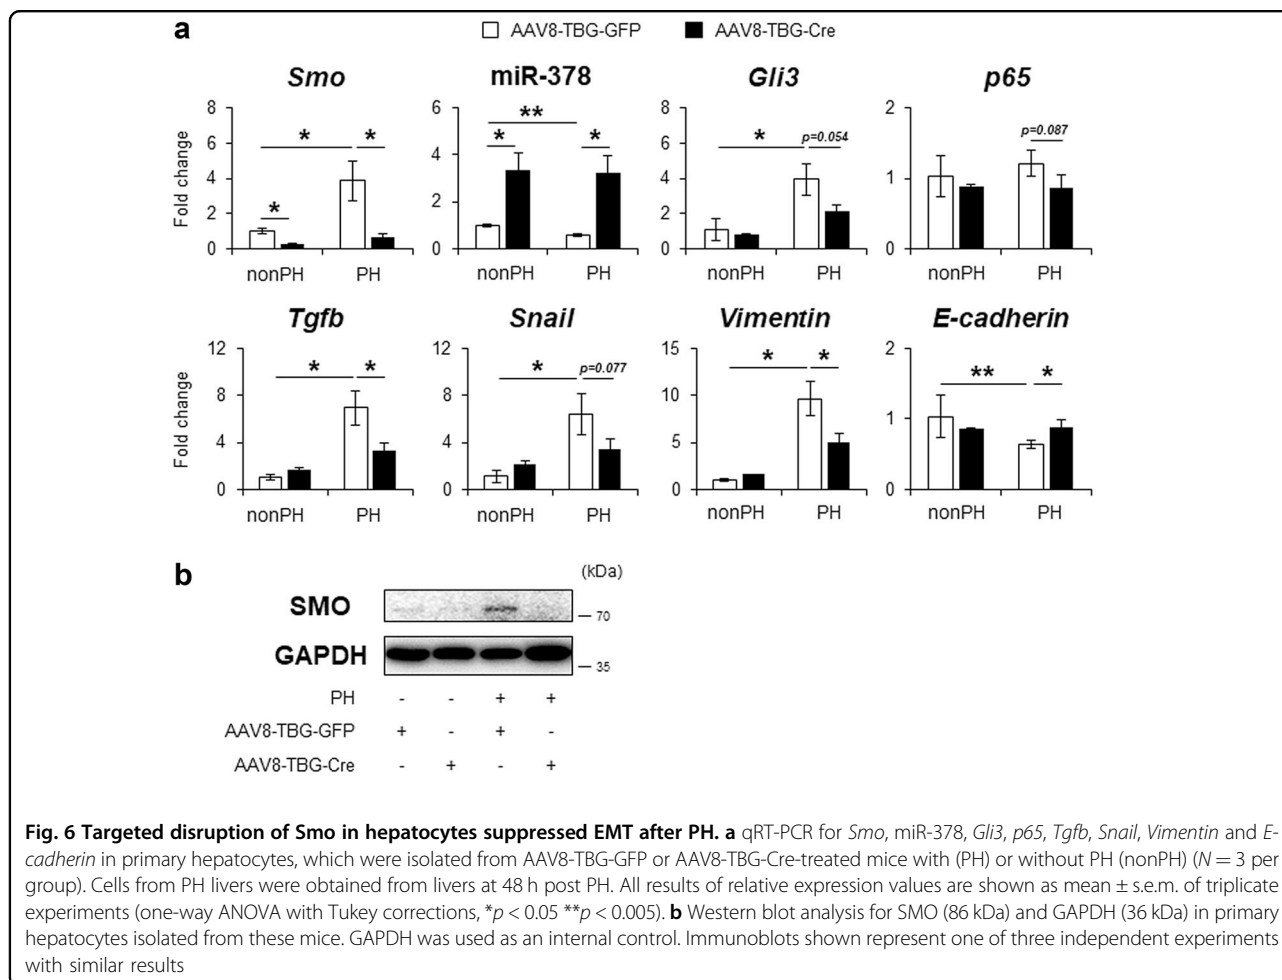 a
AAV8-TBG-GFP AAV8-TBG-Cre
Smo miR-378 Gli3 p65
Fold change
8 6 4 2 0
* * *
nonPH PH
6 4 2 0
** * *
nonPH PH
8 6 4 2 0
* p=0.054
nonPH PH
2 1 0
p=0.087
nonPH PH
Tgfb Snail Vimentin E-cadherin
Fold change
12 8 4 0
* *
nonPH PH
12 8 4 0
* p=0.077
nonPH PH
15 10 5 0
* *
nonPH PH
2 1 0
** *
nonPH PH
b
(kDa)
SMO — 70
GAPDH — 35
PH - - + +
AAV8-TBG-GFP + - + -
AAV8-TBG-Cre - + - +
Fig. 6 Targeted disruption of Smo in hepatocytes suppressed EMT after PH. a qRT-PCR for Smo, miR-378, Gli3, p65, Tgfb, Snail, Vimentin and E-
cadherin in primary hepatocytes, which were isolated from AAV8-TBG-GFP or AAV8-TBG-Cre-treated mice with (PH) or without PH (nonPH) (N = 3 per
group). Cells from PH livers were obtained from livers at 48 h post PH. All results of relative expression values are shown as mean ± s.e.m. of triplicate
experiments (one-way ANOVA with Tukey corrections, *p < 0.05 **p < 0.005). b Western blot analysis for SMO (86 kDa) and GAPDH (36 kDa) in primary
hepatocytes isolated from these mice. GAPDH was used as an internal control. Immunoblots shown represent one of three independent experiments
with similar results